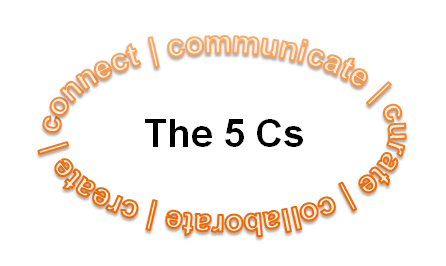 connect | communicate | curate | collaborate | create |
The 5 Cs